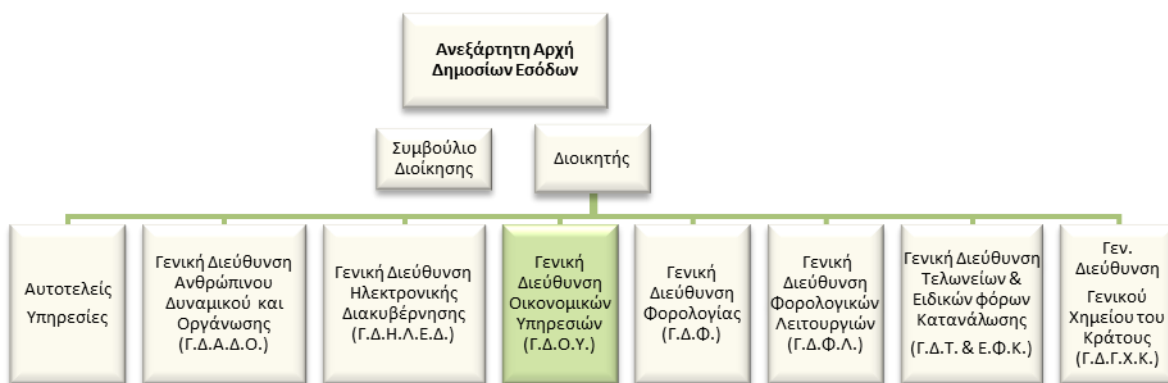 Ανεξάρτητη Αρχή
Δημοσίων Εσόδων
Συμβούλιο
Διοίκησης
Διοικητής
Αυτοτελείς
Υπηρεσίες
Γενική Διεύθυνση
Ανθρώπινου
Δυναμικού και
Οργάνωσης
(Γ.Δ.Α.Δ.Ο.)
Γενική Διεύθυνση
Ηλεκτρονικής
Διακυβέρνησης
(Γ.Δ.Η.Λ.Ε.Δ.)
Γενική
Διεύθυνση
Οικονομικών
Υπηρεσιών
(Γ.Δ.Ο.Υ.)
Γενική
Διεύθυνση
Φορολογίας
(Γ.Δ.Φ.)
Γενική
Διεύθυνση
Φορολογικών
Λειτουργιών
(Γ.Δ.Φ.Λ.)
Γενική Διεύθυνση
Τελωνείων &
Ειδικών φόρων
Κατανάλωσης
(Γ.Δ.Τ. & Ε.Φ.Κ.)
Γεν.
Διεύθυνση
Γενικού
Χημείου του
Κράτους
(Γ.Δ.Γ.Χ.Κ.)